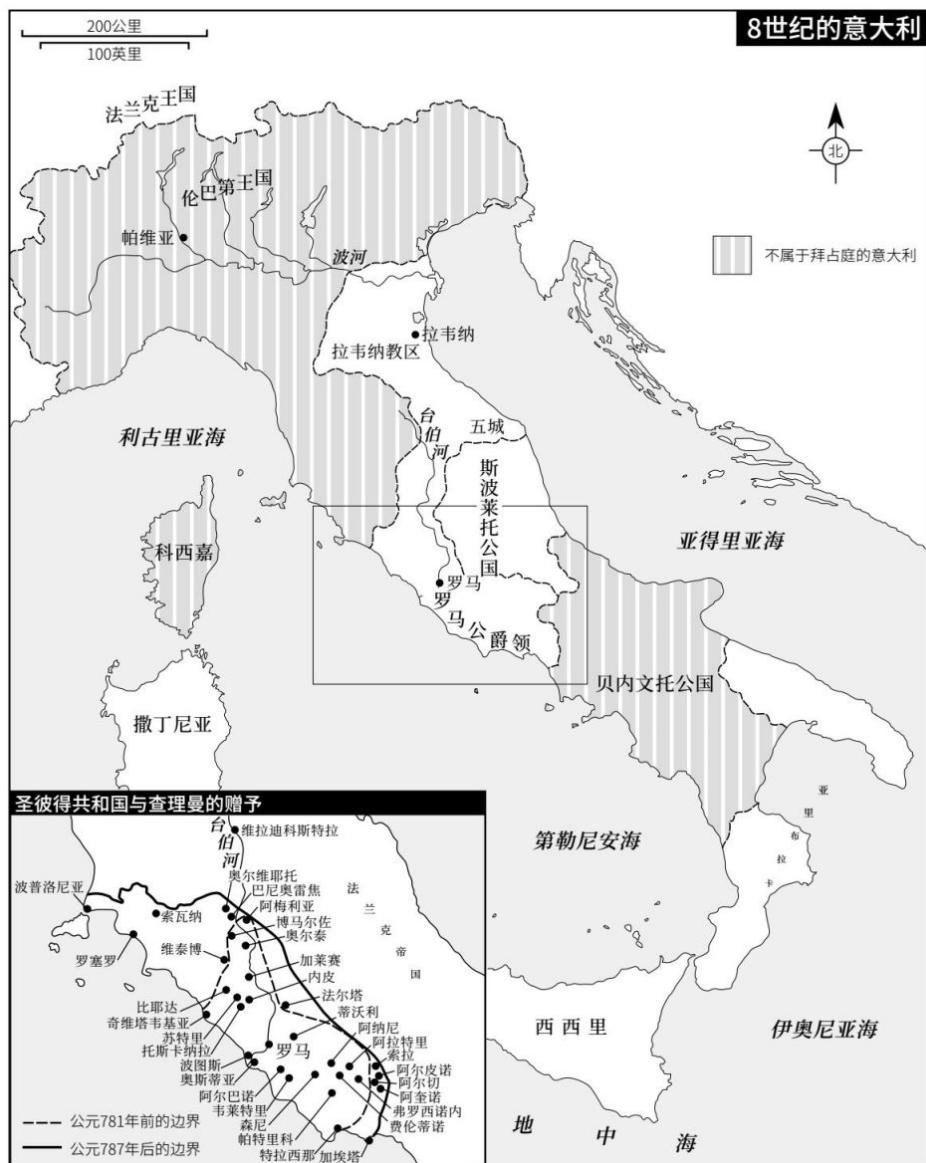 8世纪的意大利
200公里
100英里
法兰克王国
北
伦巴第王国
帕维亚
波河
不属于拜占庭的意大利
拉韦纳
拉韦纳教区
台伯河
五城
利古里亚海
斯波莱托公国
亚得里亚海
科西嘉
罗马
罗马公爵领
贝内文托公国
撒丁尼亚
第勒尼安海
卡拉布里亚
西西里
伊奥尼亚海
地中海
圣彼得共和国与查理曼的赠予
台伯河
维拉迪科斯特拉
奥尔维耶托
波普洛尼亚
巴尼奥雷焦
阿梅利亚
索瓦纳
博马尔佐
奥尔泰
法兰克帝国
罗塞罗
维泰博
加莱赛
内皮
比耶达
法尔塔
奇维塔韦基亚
蒂沃利
苏特里
阿纳尼
托斯卡纳拉
阿拉特里
波图斯
罗马
索拉
奥斯蒂亚
阿尔皮诺
阿尔巴诺
阿尔切
韦莱特里
阿奎诺
森尼
弗罗西诺内
帕特里科
费伦蒂诺
特拉西那
加埃塔
公元781年前的边界
公元787年后的边界